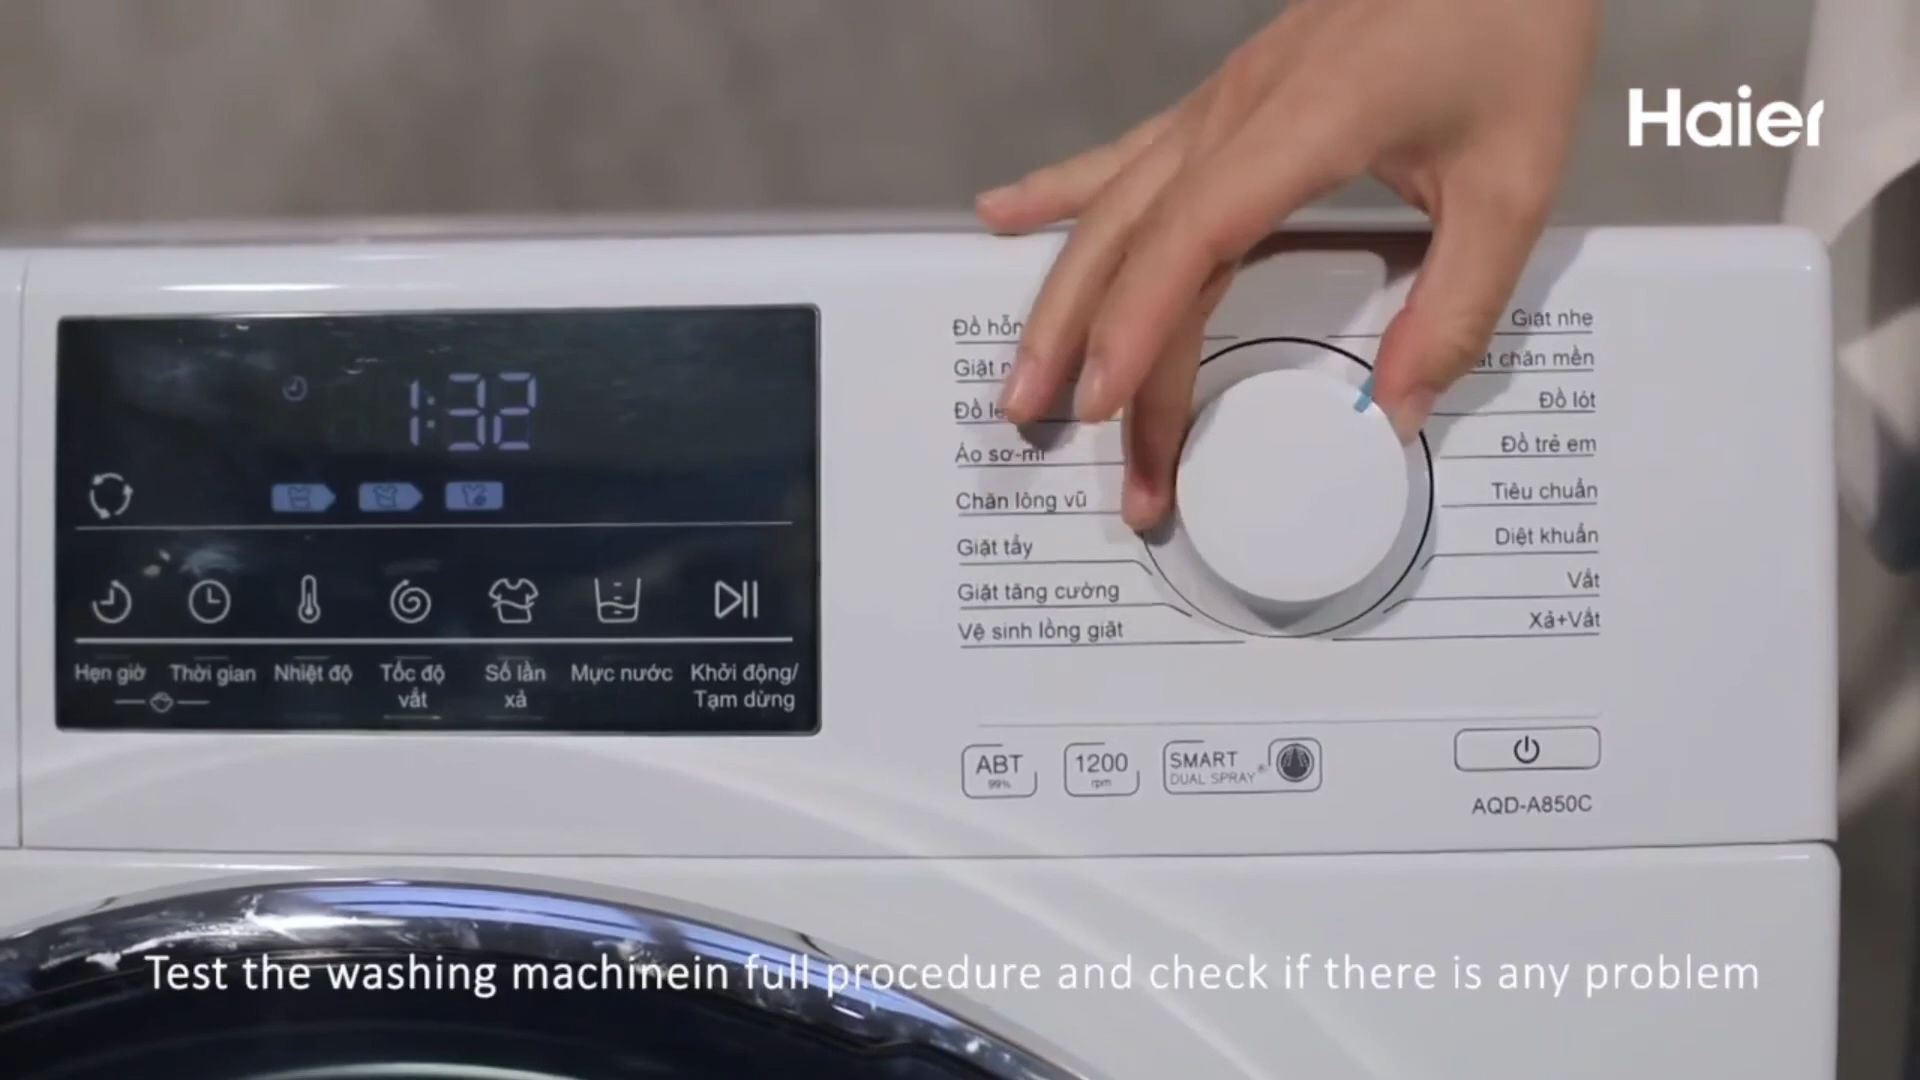 Haier
1:32
Hẹn giờ
Thời gian
Nhiệt độ
Tốc độ
vắt
Số lần
xả
Mực nước
Khởi động/
Tạm dừng
Đồ
Giặt
Đồ
Áo sơ-mi
Chăn lông vũ
Giặt tẩy
Giặt tăng cường
Vệ sinh lồng giặt
Giặt nhẹ
chăn mền
Đồ lót
Đồ trẻ em
Tiêu chuẩn
Diệt khuẩn
Vắt
Xả+Vắt
ABT
99%
1200
rpm
SMART
DUAL SPRAY®
AQD-A850C
Test the washing machinein full procedure and check if there is any problem